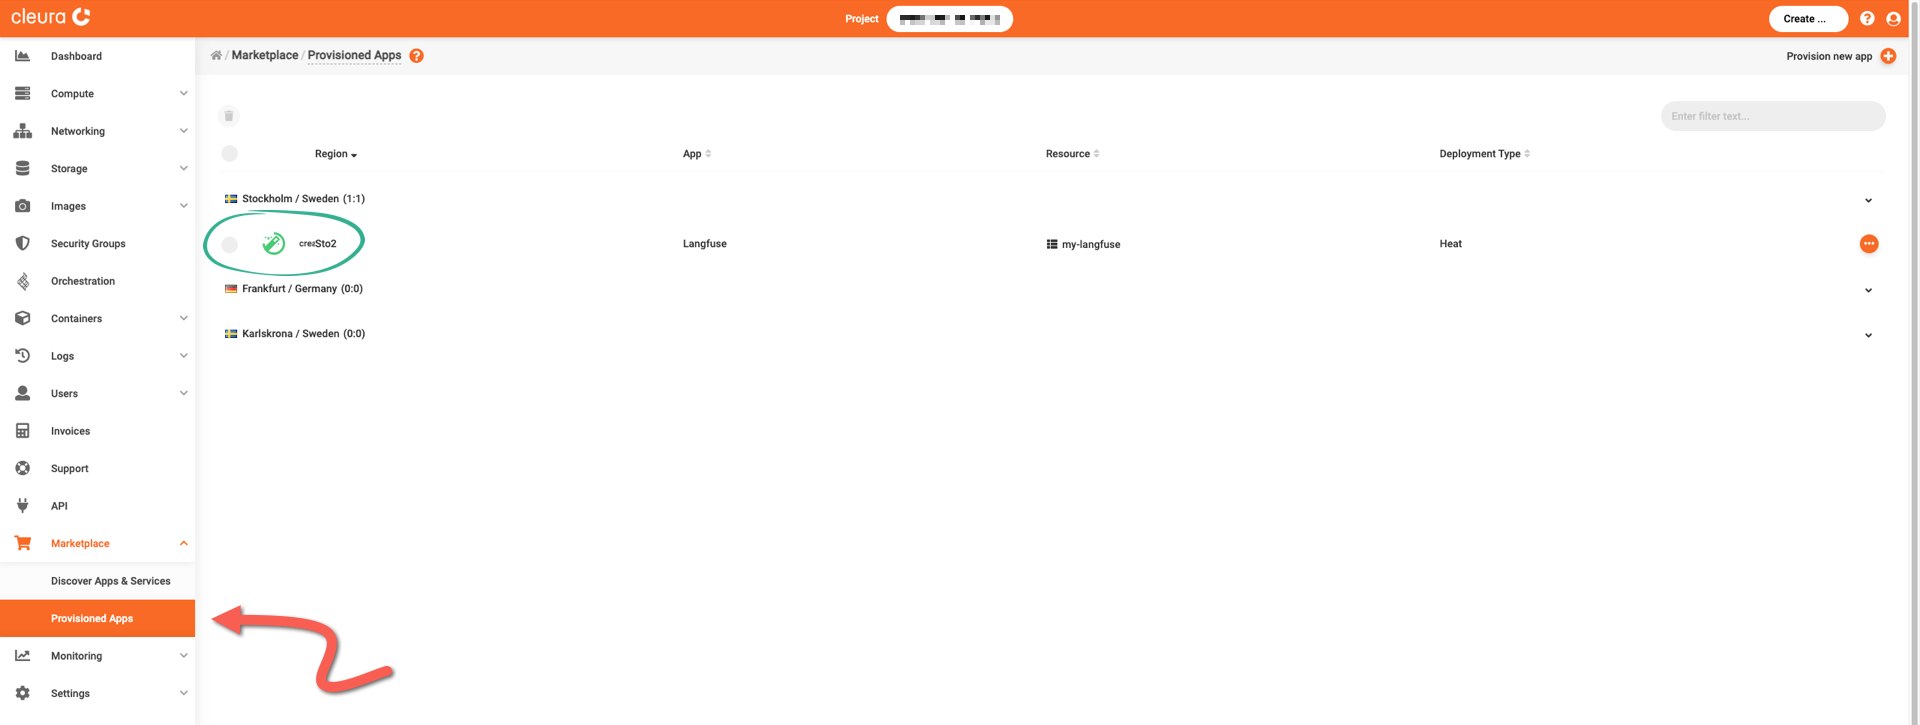 cleura
Project
Create ...
Dashboard
Compute
Networking
Storage
Images
Security Groups
Orchestration
Containers
Logs
Users
Invoices
Support
API
Marketplace
Discover Apps & Services
Provisioned Apps
Monitoring
Settings
/ Marketplace / Provisioned Apps ?
Provision new app
Enter filter text...
Region App Resource Deployment Type
Stockholm / Sweden (1:1)
crea Sto2 Langfuse my-langfuse Heat
Frankfurt / Germany (0:0)
Karlskrona / Sweden (0:0)